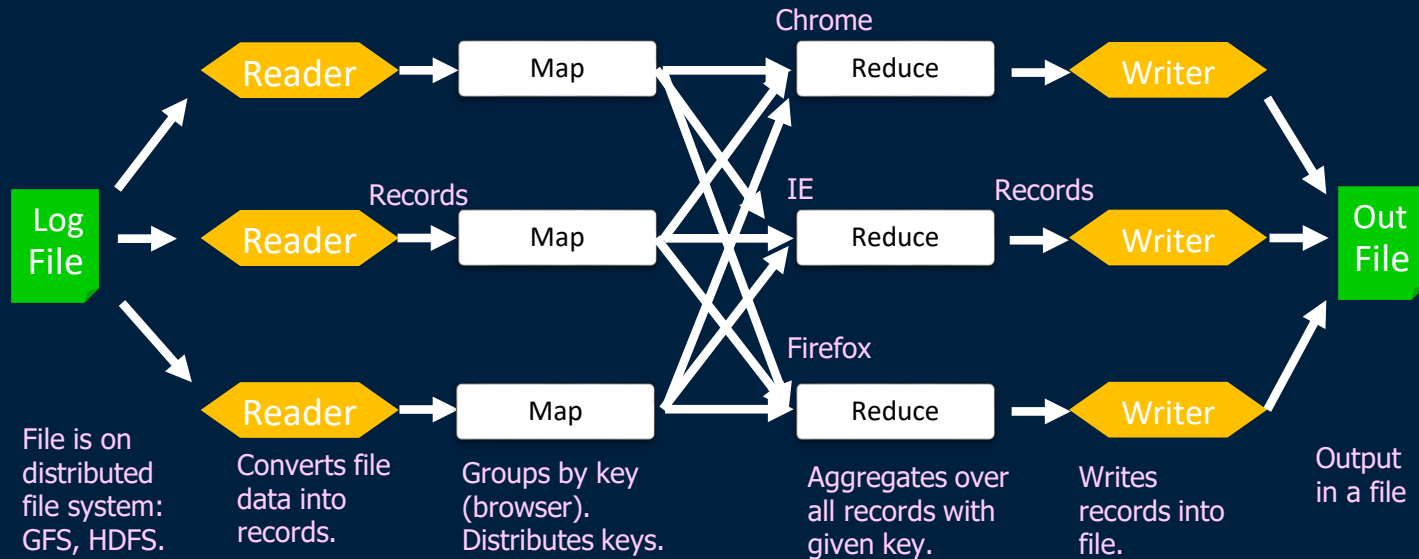 Chrome
Reader
Map
Reduce
Writer
Log
File
Records
IE
Records
Reader
Map
Reduce
Writer
Out
File
Firefox
Reader
Map
Reduce
Writer
File is on
distributed
file system:
GFS, HDFS.
Converts file
data into
records.
Groups by key
(browser).
Distributes keys.
Aggregates over
all records with
given key.
Writes
records into
file.
Output
in a file